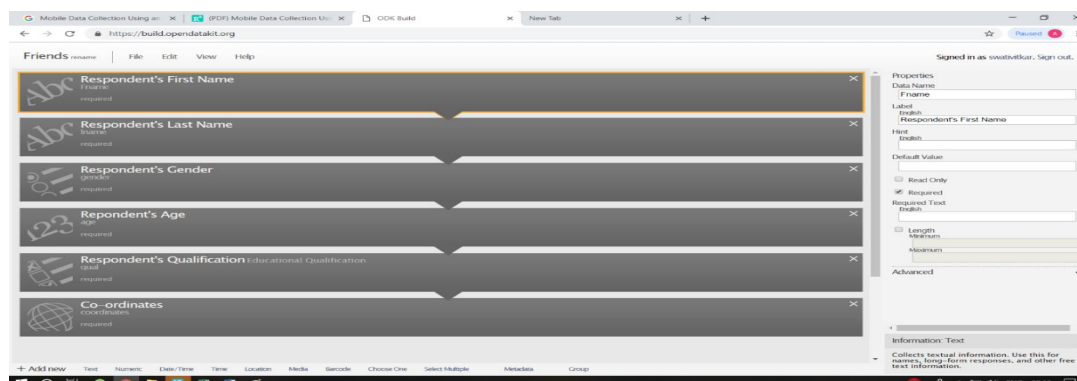 Mobile Data Collection Using an
(PDF) Mobile Data Collection Usi
ODK Build
New Tab
https://build.opendatakit.org
Paused
Friends rename File Edit View Help
Signed in as swativitkar. Sign out.
Respondent's First Name
Fname
required
Respondent's Last Name
lname
required
Respondent's Gender
gender
required
Repondent's Age
age
required
Respondent's Qualification Educational Qualification
qual
required
Co-ordinates
coordinates
required
Properties
Data Name
Fname
Label
English
Respondent's First Name
Hint
English
Default Value
Read Only
Required
Required Text
English
Length
Minimum
Maximum
Advanced
Information: Text
Collects textual information. Use this for
names, long-form responses, and other free
text information.
+ Add new Text Numeric Date/Time Time Location Media Barcode Choose One Select Multiple Metadata Group